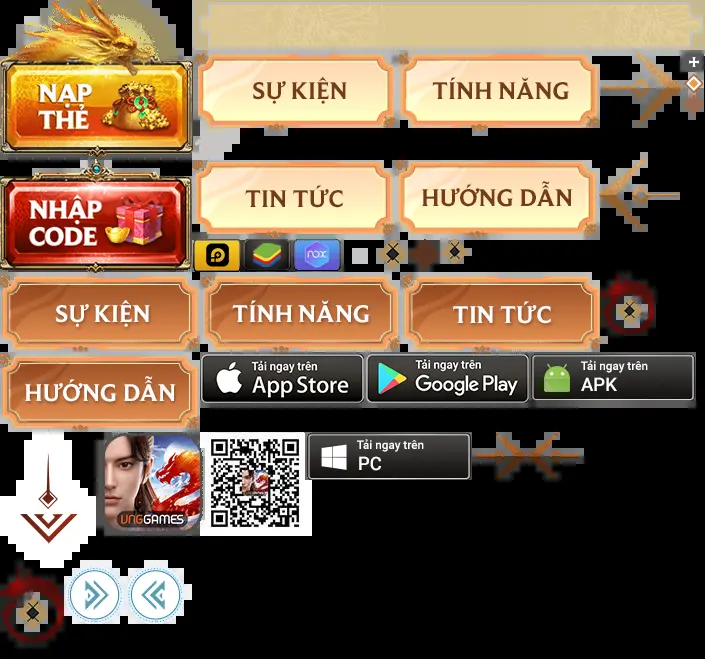 NẠP
THẺ
SỰ KIỆN
TÍNH NĂNG
NHẬP
CODE
TIN TỨC
HƯỚNG DẪN
nox
SỰ KIỆN
TÍNH NĂNG
TIN TỨC
HƯỚNG DẪN
Tải ngay trên
App Store
Tải ngay trên
Google Play
Tải ngay trên
APK
VNGGAMES
Tải ngay trên
PC